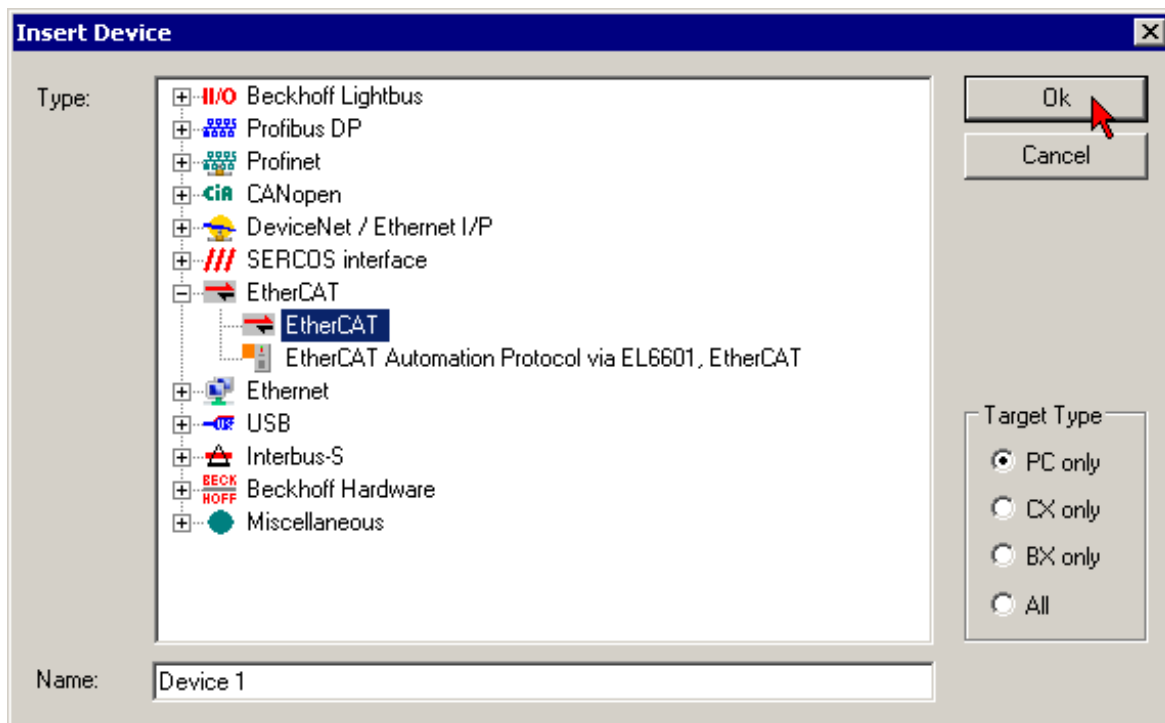 Insert Device
Type:
II/O Beckhoff Lightbus
Profibus DP
Profinet
CiA CANopen
DeviceNet / Ethernet I/P
SERCOS interface
EtherCAT
EtherCAT
EtherCAT Automation Protocol via EL6601, EtherCAT
Ethernet
USB
Interbus-S
BECK
HOFF
Beckhoff Hardware
Miscellaneous
Ok
Cancel
Target Type
PC only
CX only
BX only
All
Name:
Device 1